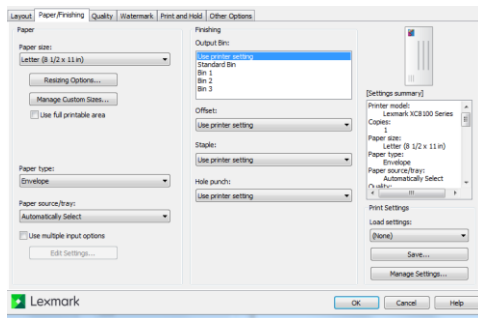 Layout Paper/Finishing Quality Watermark Print and Hold Other Options
Paper
Paper size:
Letter (8 1/2 x 11 in)
Resizing Options...
Manage Custom Sizes...
Use full printable area
Paper type:
Envelope
Paper source/tray:
Automatically Select
Use multiple input options
Edit Settings...
Finishing
Output Bin:
Use printer setting
Standard Bin
Bin 1
Bin 2
Bin 3
Offset:
Use printer setting
Staple:
Use printer setting
Hole punch:
Use printer setting
[Settings summary]
Printer model:
Lexmark XC8100 Series
Copies:
1
Paper size:
Letter (8 1/2 x 11 in)
Paper type:
Envelope
Paper source/tray:
Automatically Select
Quality:
Print Settings
Load settings:
(None)
Save...
Manage Settings...
Lexmark
OK Cancel Help